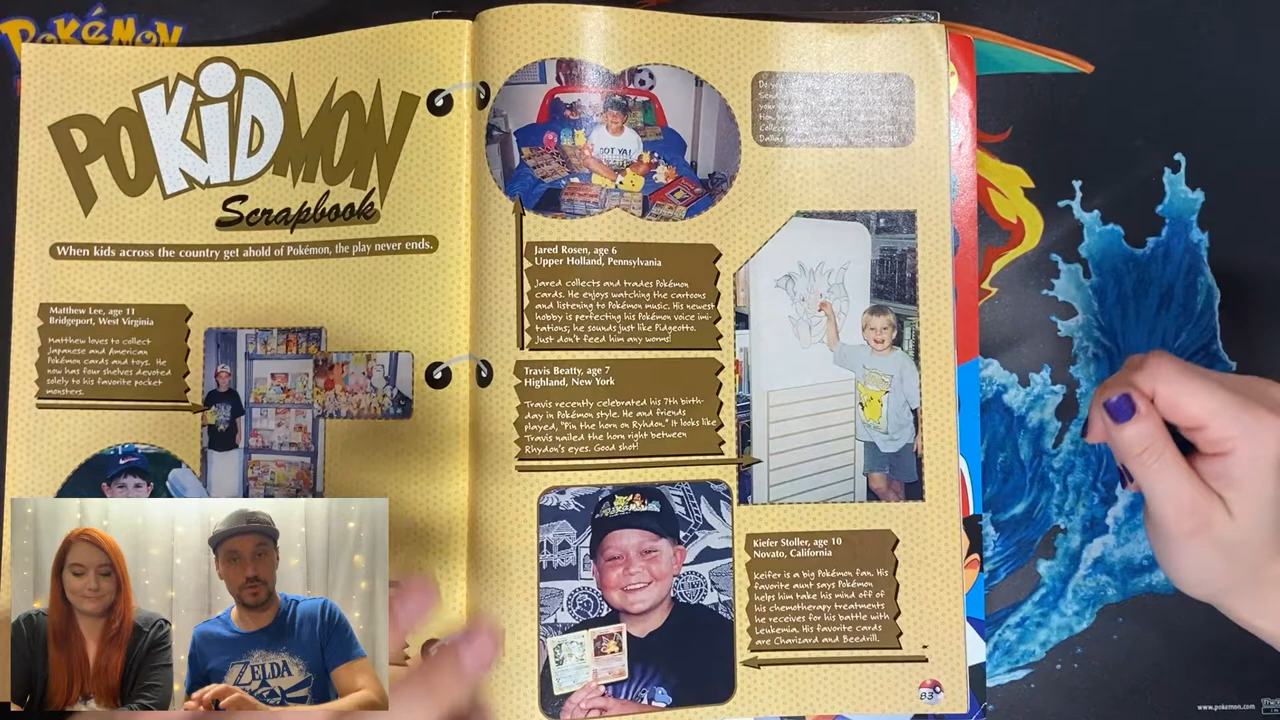 POKÉMON
POKiDMON
Scrapbook
When kids across the country get ahold of Pokémon, the play never ends.
Matthew Lee, age 11
Bridgeport, West Virginia
Matthew loves to collect
Japanese and American
Pokémon cards and toys. He
now has four shelves devoted
solely to his favorite pocket
monsters.
GOT YA!
Jared Rosen, age 6
Upper Holland, Pennsylvania
Jared collects and trades Pokémon
cards. He enjoys watching the cartoons
and listening to Pokémon music. His newest
hobby is perfecting his Pokémon voice imi-
tations; he sounds just like Pidgeotto.
Just don't feed him any worms!
Travis Beatty, age 7
Highland, New York
Travis recently celebrated his 7th birth-
day in Pokémon style. He and friends
played, "Pin the horn on Ryhdon." It looks like
Travis nailed the horn right between
Rhydon's eyes. Good shot!
Kiefer Stoller, age 10
Novato, California
Keifer is a big Pokémon fan. His
favorite aunt says Pokémon
helps him take his mind off of
his chemotherapy treatments
he receives for his battle with
Leukemia. His favorite cards
are Charizard and Beedrill.
83
ZELDA
www.pokemon.com